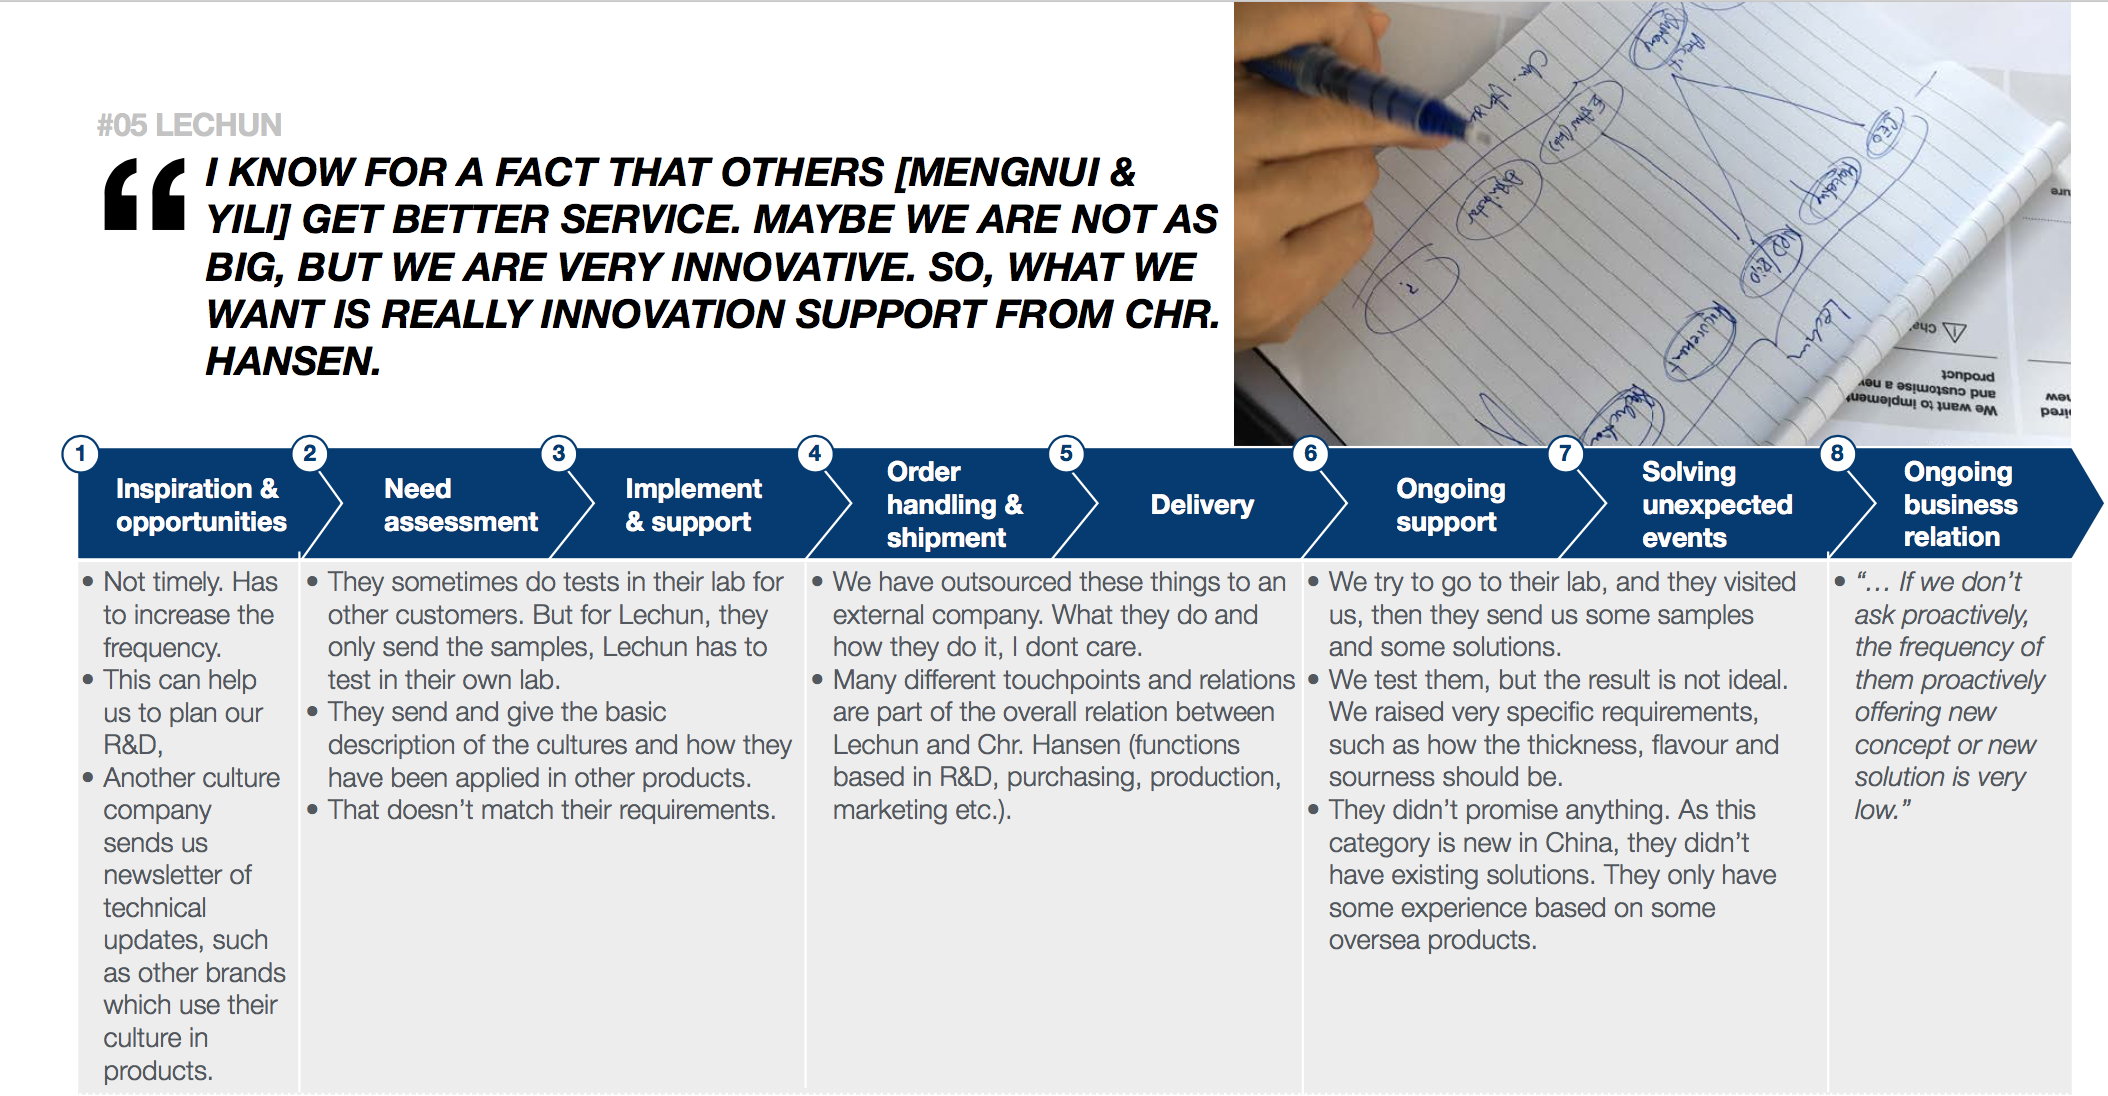 #05 LECHUN
“ I KNOW FOR A FACT THAT OTHERS [MENGNUI &
YILI] GET BETTER SERVICE. MAYBE WE ARE NOT AS
BIG, BUT WE ARE VERY INNOVATIVE. SO, WHAT WE
WANT IS REALLY INNOVATION SUPPORT FROM CHR.
HANSEN.
CEO
Marketing
R&D
Lechun
?
We want to implement
and customise a new
product
1
Inspiration &
opportunities
2
Need
assessment
3
Implement
& support
4
Order
handling &
shipment
5
Delivery
6
Ongoing
support
7
Solving
unexpected
events
8
Ongoing
business
relation
• Not timely. Has
to increase the
frequency.
• This can help
us to plan our
R&D,
• Another culture
company
sends us
newsletter of
technical
updates, such
as other brands
which use their
culture in
products.
• They sometimes do tests in their lab for
other customers. But for Lechun, they
only send the samples, Lechun has to
test in their own lab.
• They send and give the basic
description of the cultures and how they
have been applied in other products.
• That doesn’t match their requirements.
• We have outsourced these things to an
external company. What they do and
how they do it, I dont care.
• Many different touchpoints and relations
are part of the overall relation between
Lechun and Chr. Hansen (functions
based in R&D, purchasing, production,
marketing etc.).
• We try to go to their lab, and they visited
us, then they send us some samples
and some solutions.
• We test them, but the result is not ideal.
We raised very specific requirements,
such as how the thickness, flavour and
sourness should be.
• They didn’t promise anything. As this
category is new in China, they didn’t
have existing solutions. They only have
some experience based on some
oversea products.
• “… If we don’t
ask proactively,
the frequency of
them proactively
offering new
concept or new
solution is very
low.”